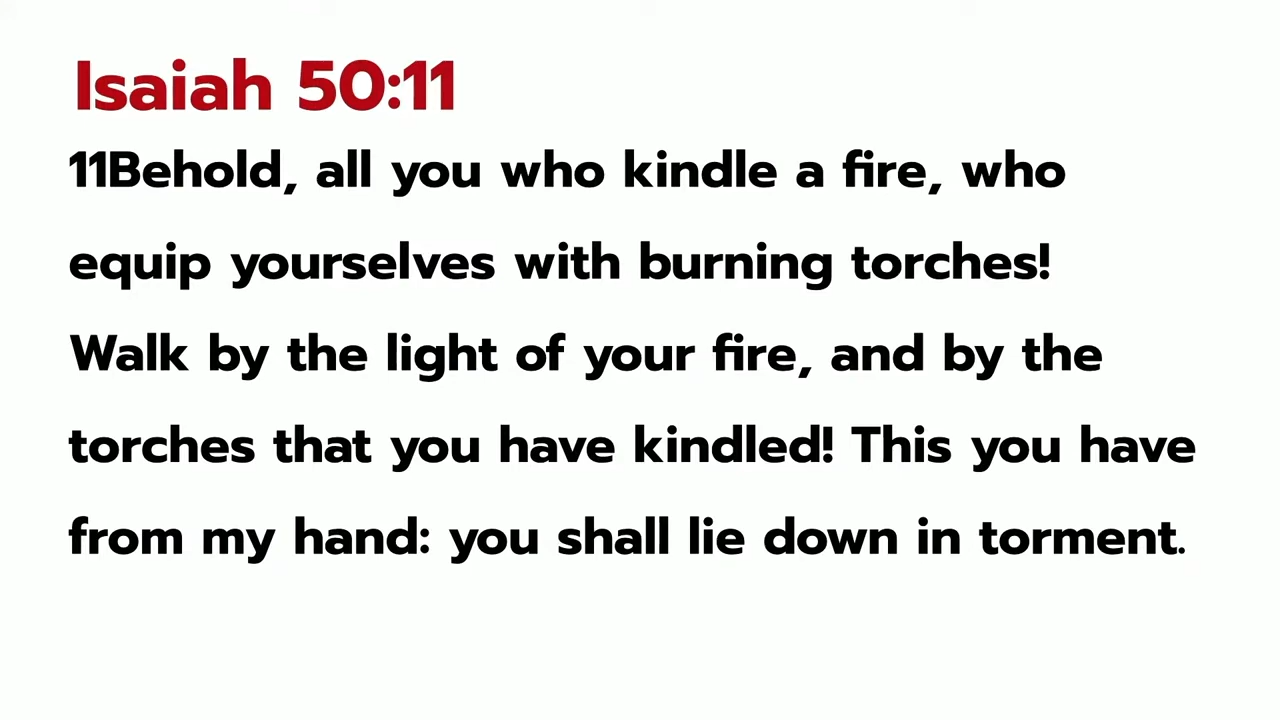 Isaiah 50:11
11Behold, all you who kindle a fire, who
equip yourselves with burning torches!
Walk by the light of your fire, and by the
torches that you have kindled! This you have
from my hand: you shall lie down in torment.